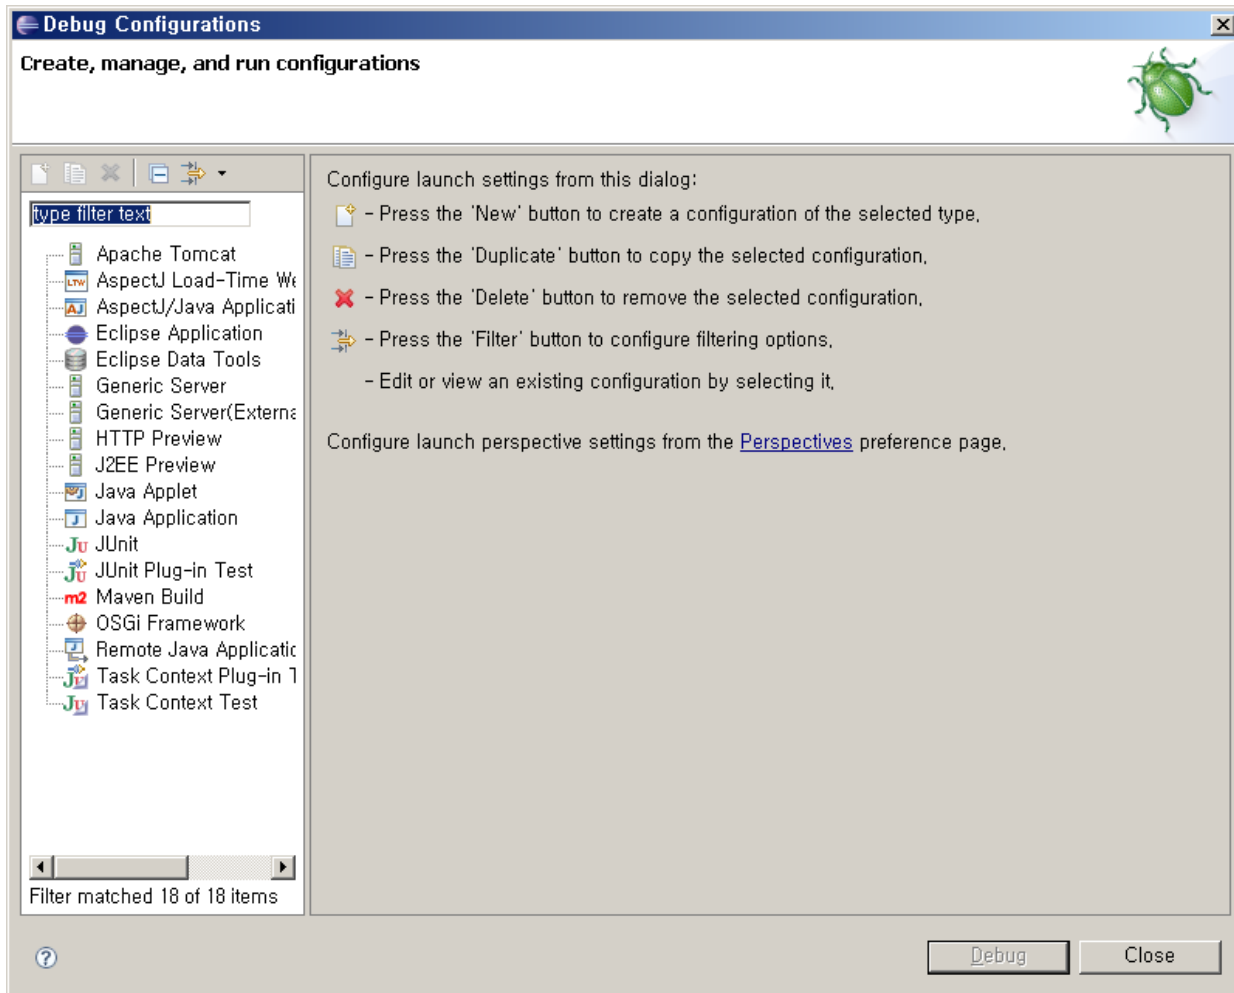 Debug Configurations
Create, manage, and run configurations
type filter text
Apache Tomcat
AspectJ Load-Time We
AspectJ/Java Applicati
Eclipse Application
Eclipse Data Tools
Generic Server
Generic Server(Externa
HTTP Preview
J2EE Preview
Java Applet
Java Application
JUnit
JUnit Plug-in Test
m2 Maven Build
OSGi Framework
Remote Java Applicatic
Task Context Plug-in T
Task Context Test
Filter matched 18 of 18 items
Configure launch settings from this dialog:
- Press the 'New' button to create a configuration of the selected type.
- Press the 'Duplicate' button to copy the selected configuration.
- Press the 'Delete' button to remove the selected configuration.
- Press the 'Filter' button to configure filtering options.
- Edit or view an existing configuration by selecting it.
Configure launch perspective settings from the Perspectives preference page.
Debug
Close